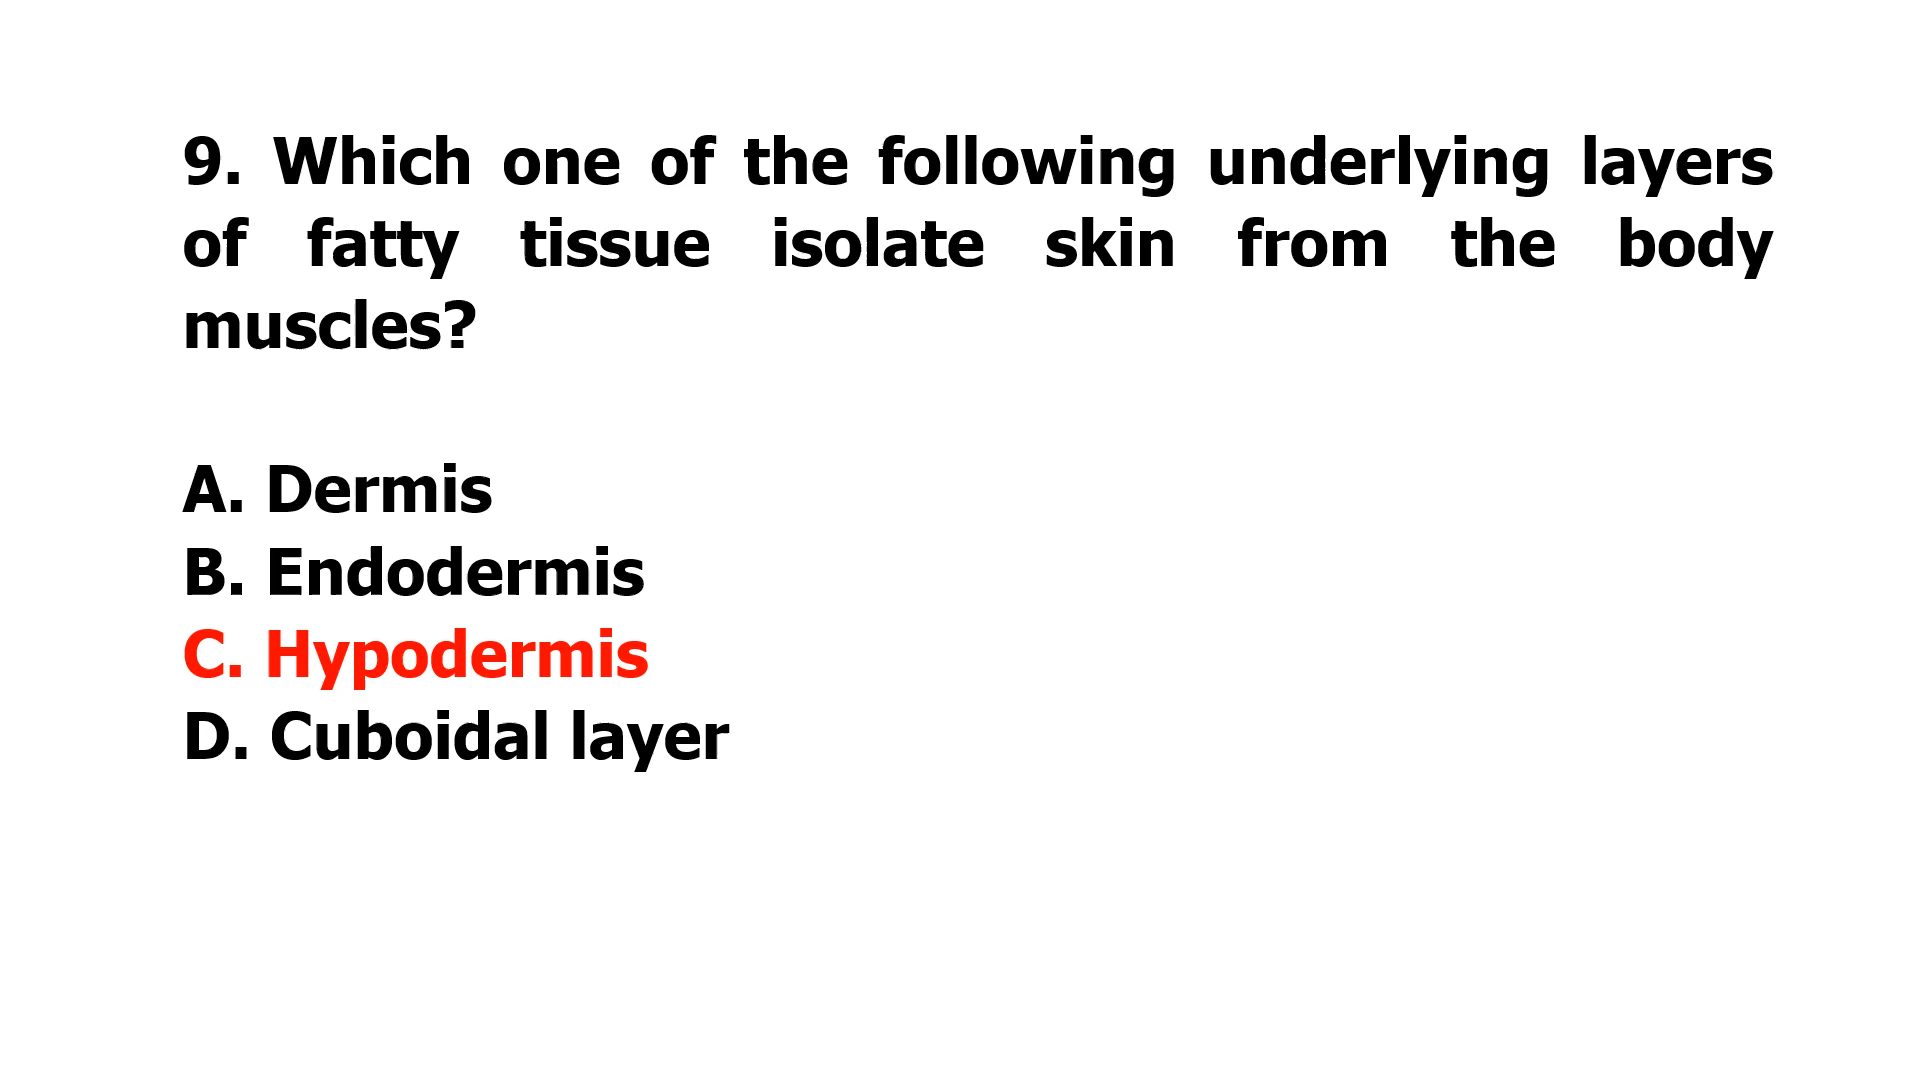 9. Which one of the following underlying layers
of fatty tissue isolate skin from the body
muscles?
A. Dermis
B. Endodermis
C. Hypodermis
D. Cuboidal layer